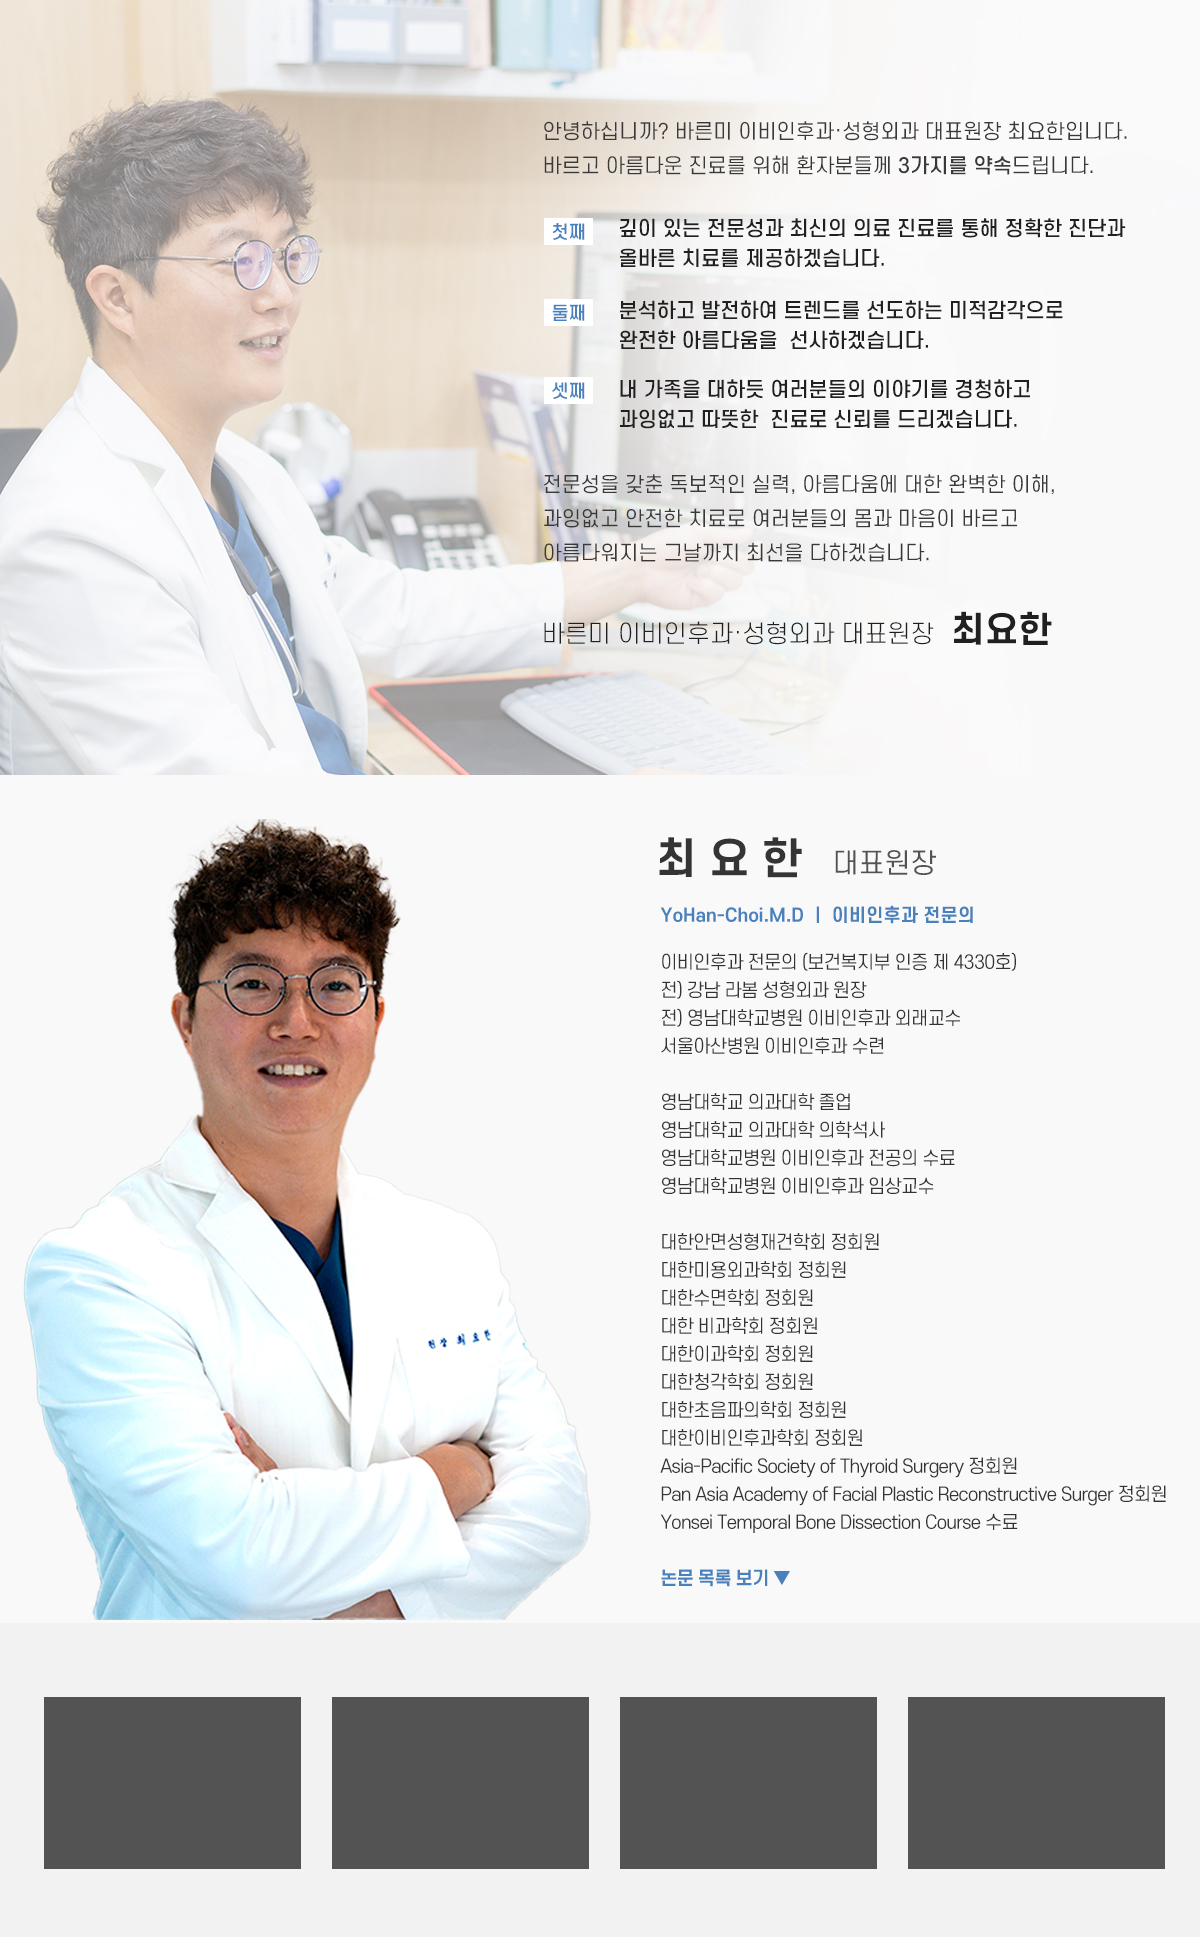 안녕하십니까? 바른미 이비인후과·성형외과 대표원장 최요한입니다.
바르고 아름다운 진료를 위해 환자분들께 3가지를 약속드립니다.
첫째 깊이 있는 전문성과 최신의 의료 진료를 통해 정확한 진단과
올바른 치료를 제공하겠습니다.
둘째 분석하고 발전하여 트렌드를 선도하는 미적감각으로
완전한 아름다움을 선사하겠습니다.
셋째 내 가족을 대하듯 여러분들의 이야기를 경청하고
과잉없고 따뜻한 진료로 신뢰를 드리겠습니다.
전문성을 갖춘 독보적인 실력, 아름다움에 대한 완벽한 이해,
과잉없고 안전한 치료로 여러분들의 몸과 마음이 바르고
아름다워지는 그날까지 최선을 다하겠습니다.
바른미 이비인후과·성형외과 대표원장 최요한
최요한 대표원장
YoHan-Choi.M.D | 이비인후과 전문의
이비인후과 전문의 (보건복지부 인증 제 4330호)
전) 강남 라봄 성형외과 원장
전) 영남대학교병원 이비인후과 외래교수
서울아산병원 이비인후과 수련
영남대학교 의과대학 졸업
영남대학교 의과대학 의학석사
영남대학교병원 이비인후과 전공의 수료
영남대학교병원 이비인후과 임상교수
대한안면성형재건학회 정회원
대한미용외과학회 정회원
대한수면학회 정회원
대한 비과학회 정회원
대한이과학회 정회원
대한청각학회 정회원
대한초음파의학회 정회원
대한이비인후과학회 정회원
Asia-Pacific Society of Thyroid Surgery 정회원
Pan Asia Academy of Facial Plastic Reconstructive Surger 정회원
Yonsei Temporal Bone Dissection Course 수료
원장 최요한
논문 목록 보기 ▼